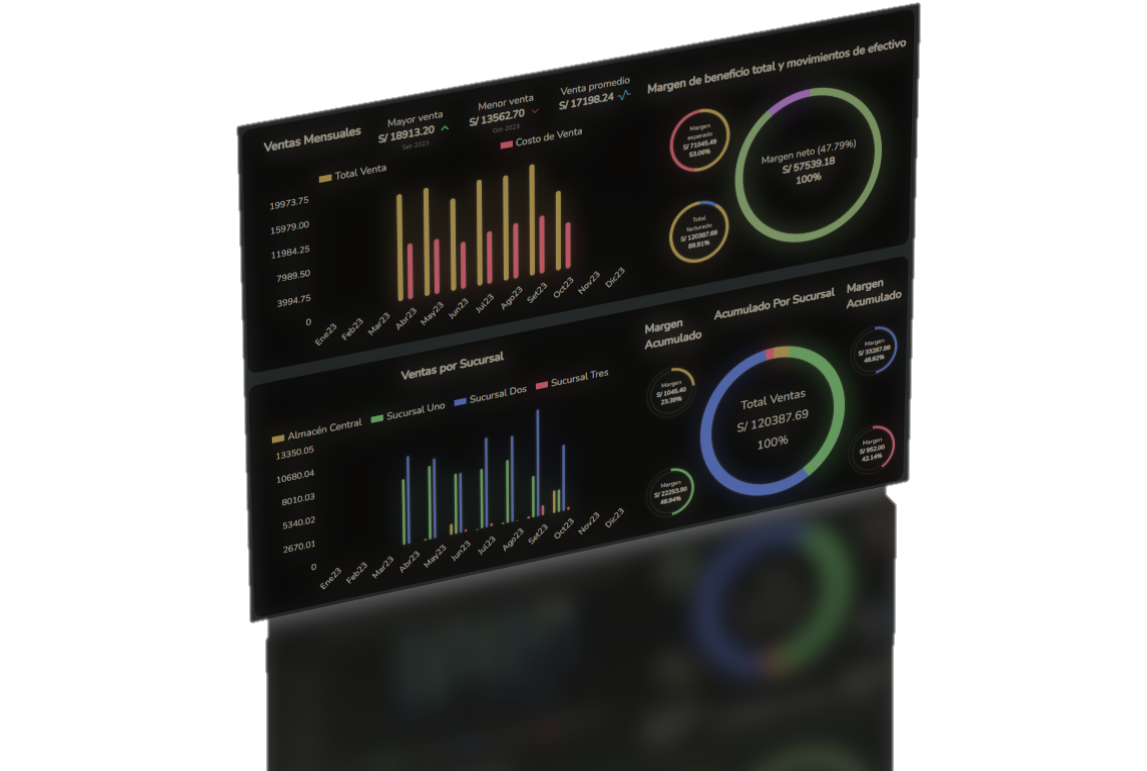 Ventas Mensuales
Mayor venta
S/ 18913.20
Set-2023
Menor venta
S/ 13562.70
Oct-2023
Venta promedio
S/ 17198.24
Total Venta
Costo de Venta
19973.75
15979.00
11984.25
7989.50
3994.75
0
Ene23
Feb23
Mar23
Abr23
May23
Jun23
Jul23
Ago23
Set23
Oct23
Nov23
Dic23
Margen de beneficio total y movimientos de efectivo
Margen
esperado
S/ 71045.49
53.06%
Total
facturado
S/ 120387.69
89.91%
Margen neto (47.79%)
S/ 57539.18
100%
Ventas por Sucursal
Almacén Central
Sucursal Uno
Sucursal Dos
Sucursal Tres
13350.05
10680.04
8010.03
5340.02
2670.01
0
Ene23
Feb23
Mar23
Abr23
May23
Jun23
Jul23
Ago23
Set23
Oct23
Nov23
Dic23
Margen
Acumulado
Margen
S/ 1045.40
23.39%
Margen
S/ 22253.90
48.84%
Acumulado Por Sucursal
Total Ventas
S/ 120387.69
100%
Margen
Acumulado
Margen
S/ 33287.88
48.62%
Margen
S/ 952.00
42.14%